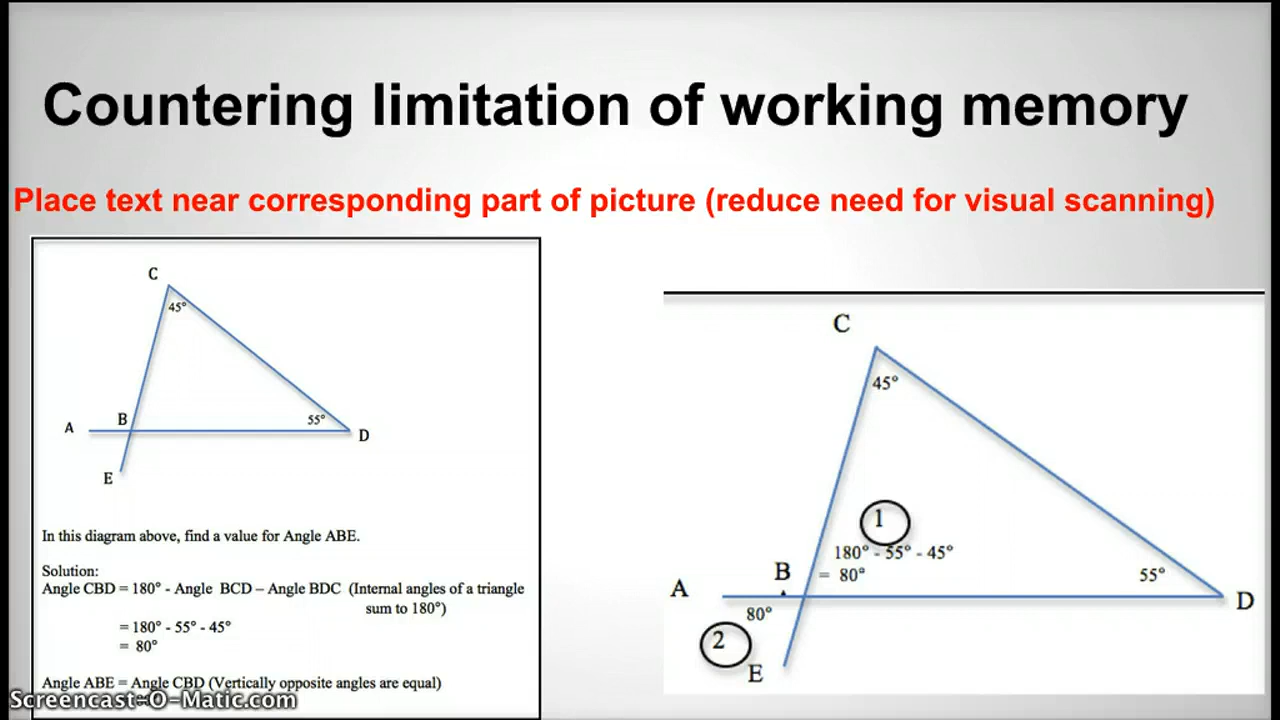 Countering limitation of working memory
Place text near corresponding part of picture (reduce need for visual scanning)
C
45°
B
55°
A
D
E
In this diagram above, find a value for Angle ABE.
Solution:
Angle CBD = 180° - Angle BCD – Angle BDC (Internal angles of a triangle
sum to 180°)
= 180° - 55° - 45°
= 80°
Angle ABE = Angle CBD (Vertically opposite angles are equal)
C
45°
1
180° - 55° - 45°
= 80°
B
55°
A
D
80°
2
E
Screencast-O-Matic.com